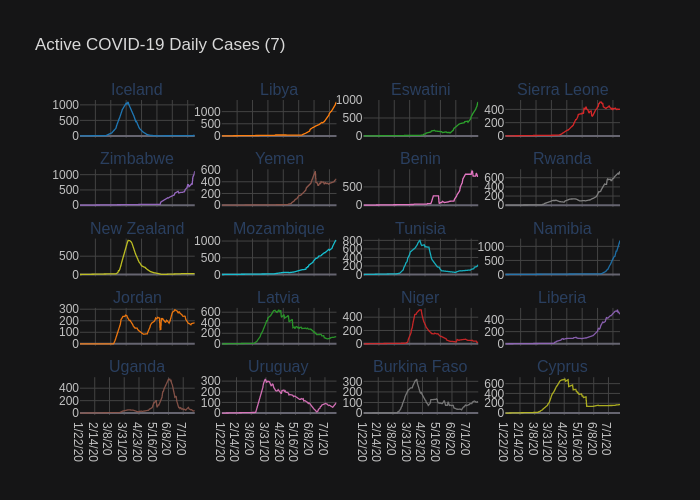 Active COVID-19 Daily Cases (7)
Iceland Libya Eswatini Sierra Leone
1000 500 0
1000 500 0
1000 500 0
400 200 0
Zimbabwe Yemen Benin Rwanda
1000 500 0
600 400 200 0
500 0
600 400 200 0
New Zealand Mozambique Tunisia Namibia
500 0
1000 500 0
800 600 400 200 0
1000 500 0
Jordan Latvia Niger Liberia
300 200 100 0
600 400 200 0
400 200 0
400 200 0
Uganda Uruguay Burkina Faso Cyprus
400 200 0
300 200 100 0
300 200 100 0
600 400 200 0
1/22/20 2/14/20 3/8/20 3/31/20 4/23/20 5/16/20 6/8/20 7/1/20
1/22/20 2/14/20 3/8/20 3/31/20 4/23/20 5/16/20 6/8/20 7/1/20
1/22/20 2/14/20 3/8/20 3/31/20 4/23/20 5/16/20 6/8/20 7/1/20
1/22/20 2/14/20 3/8/20 3/31/20 4/23/20 5/16/20 6/8/20 7/1/20